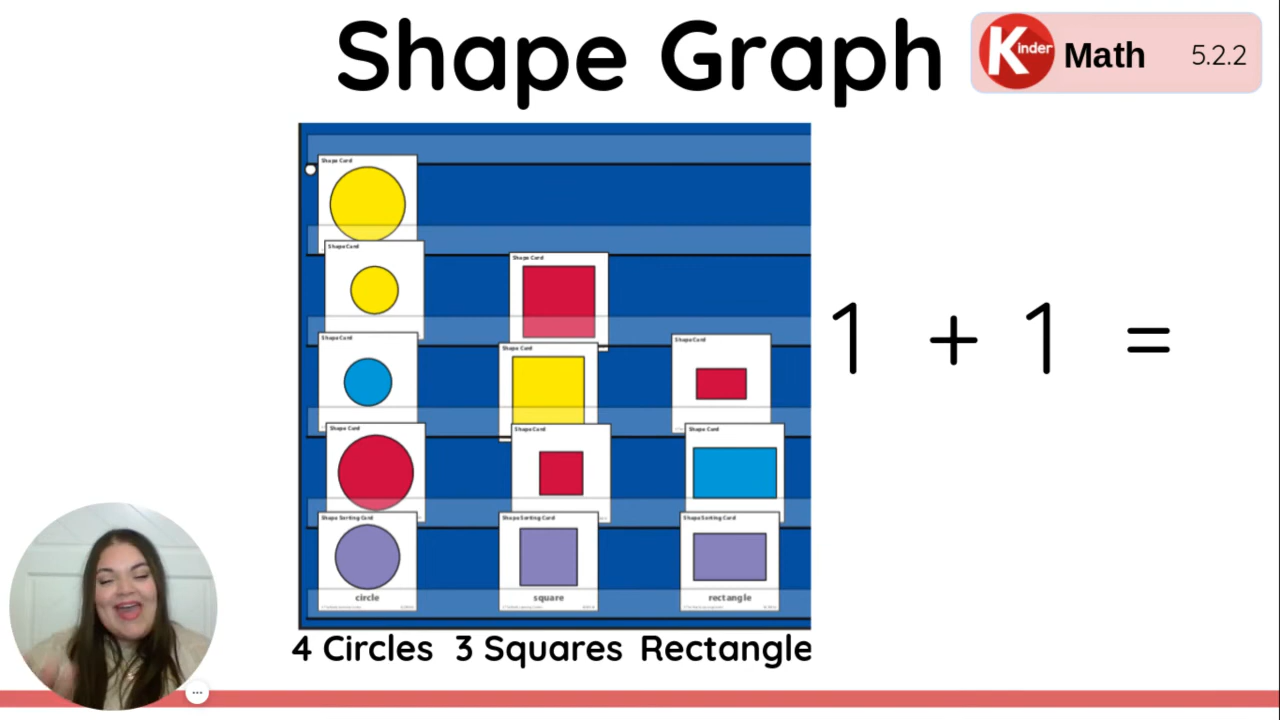 Shape Graph
Kinder Math 5.2.2
Shape Card
Shape Card
Shape Card
Shape Card
Shape Card
Shape Card
1 + 1 =
Shape Card
Shape Card
Shape Card
Shape Sorting Card
Shape Sorting Card
Shape Sorting Card
circle
square
rectangle
4 Circles 3 Squares Rectangle
...